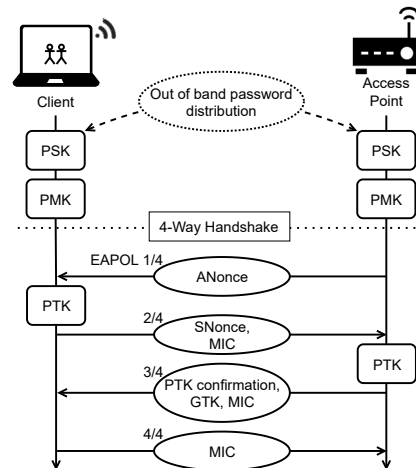 Client
Access
Point
Out of band password
distribution
PSK
PSK
PMK
PMK
4-Way Handshake
EAPOL 1/4
ANonce
PTK
2/4
SNonce,
MIC
PTK
3/4
PTK confirmation,
GTK, MIC
4/4
MIC